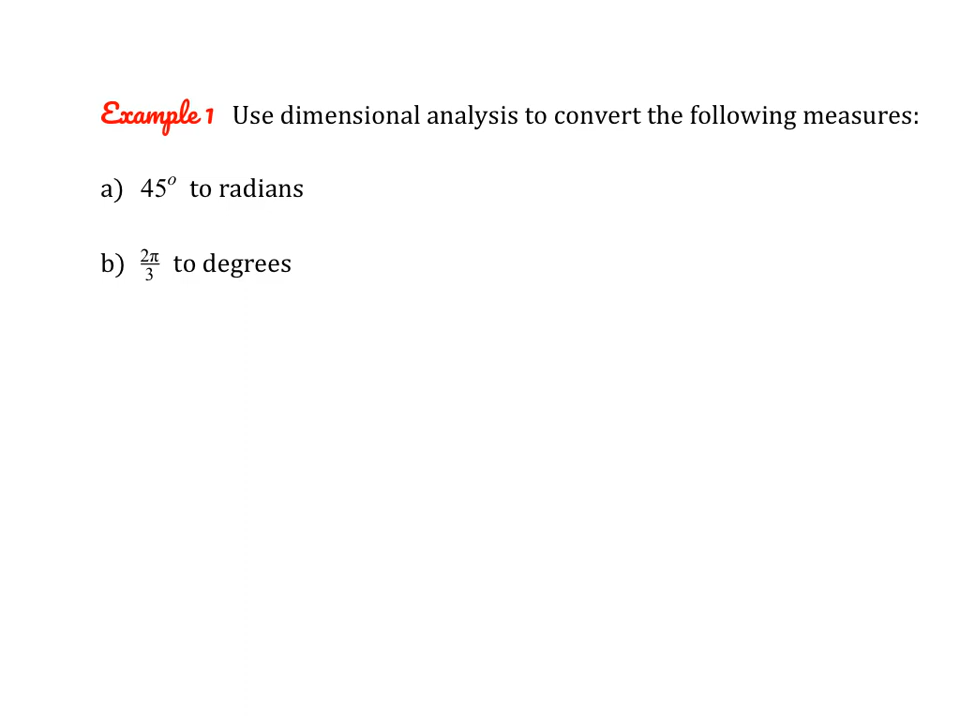 Example 1 Use dimensional analysis to convert the following measures:
a) 45° to radians
b) 2π/3 to degrees